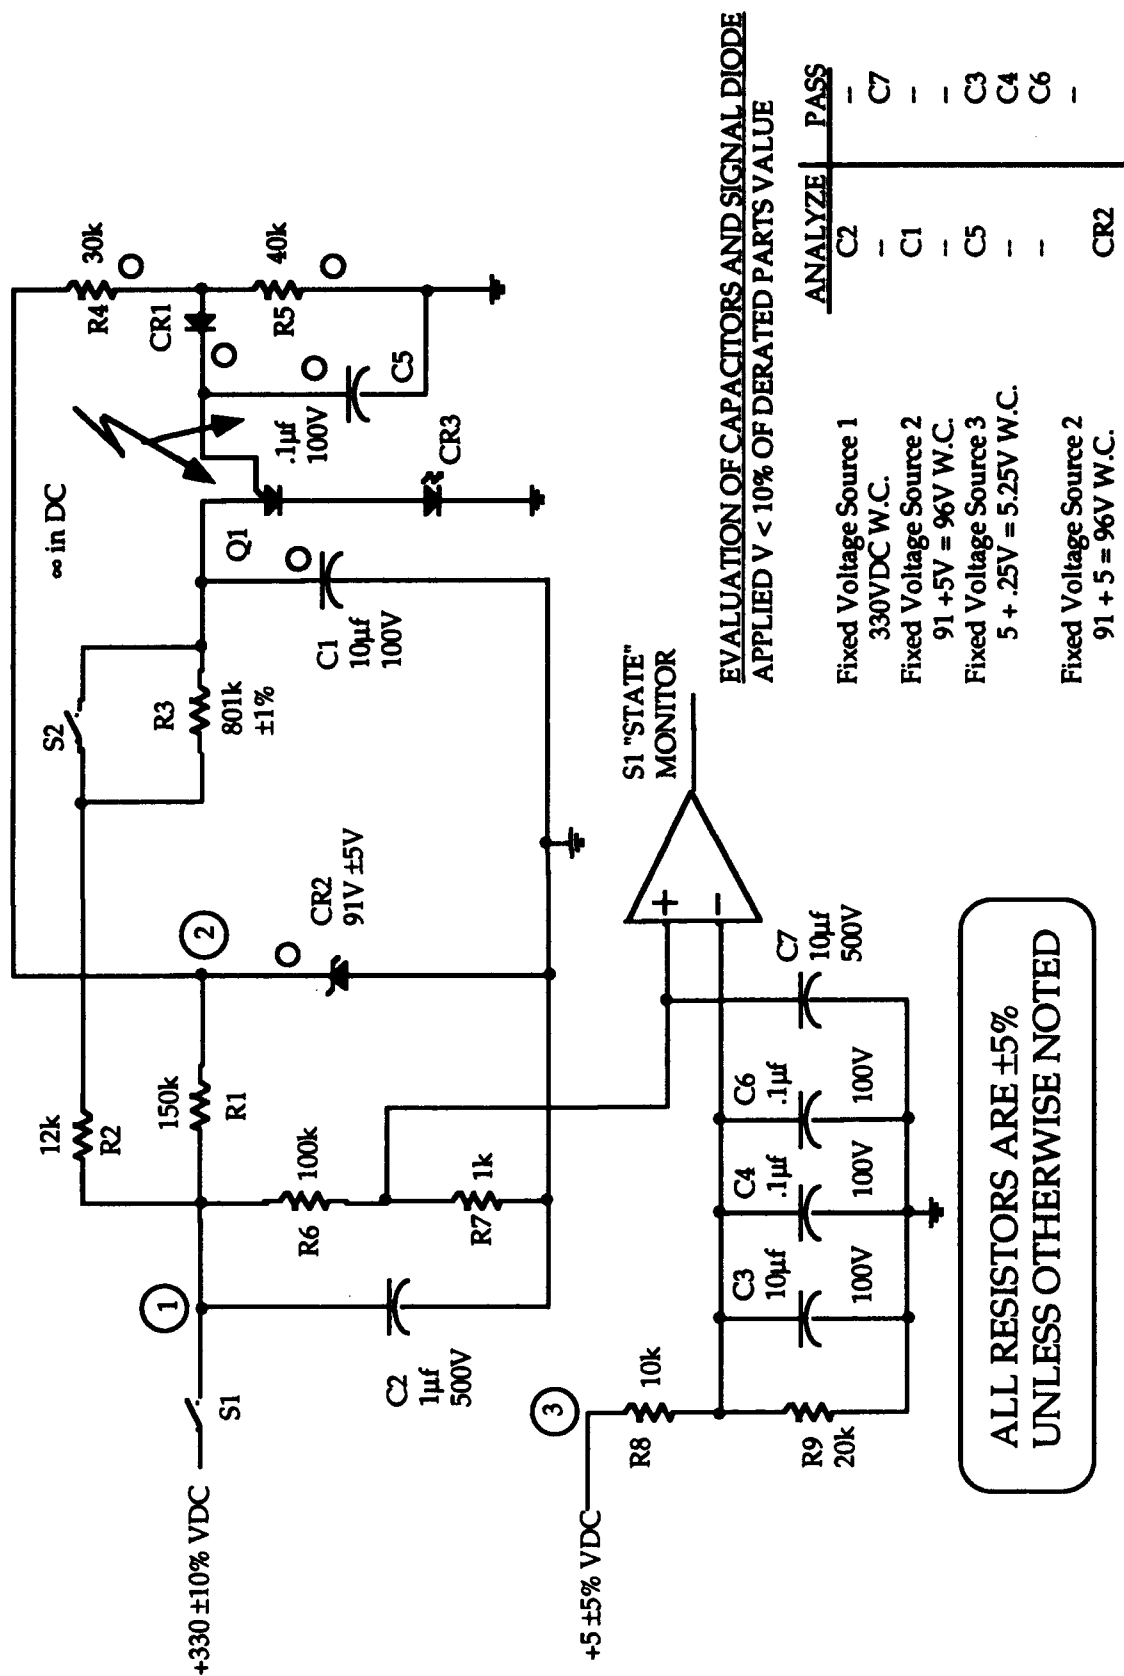 +330 ±10% VDC
S1
1
C2
1µf
500V
12k
R2
150k
R1
R6
100k
R7
1k
2
CR2
91V ±5V
S2
R3
801k
±1%
∞ in DC
Q1
C1
10µf
100V
.1µf
100V
C5
CR3
R4
30k
CR1
R5
40k
+5 ±5% VDC
3
R8
10k
R9
20k
C3
10µf
100V
C4
.1µf
100V
C6
.1µf
100V
C7
10µf
500V
+
–
S1 "STATE"
MONITOR
EVALUATION OF CAPACITORS AND SIGNAL DIODE
APPLIED V < 10% OF DERATED PARTS VALUE
ANALYZE PASS
Fixed Voltage Source 1 C2 –
330VDC W.C. – C7
Fixed Voltage Source 2 C1 –
91 +5V = 96V W.C. – –
Fixed Voltage Source 3 C5 C3
5 + .25V = 5.25V W.C. – C4
– C6
Fixed Voltage Source 2 CR2 –
91 + 5 = 96V W.C.
ALL RESISTORS ARE ±5%
UNLESS OTHERWISE NOTED